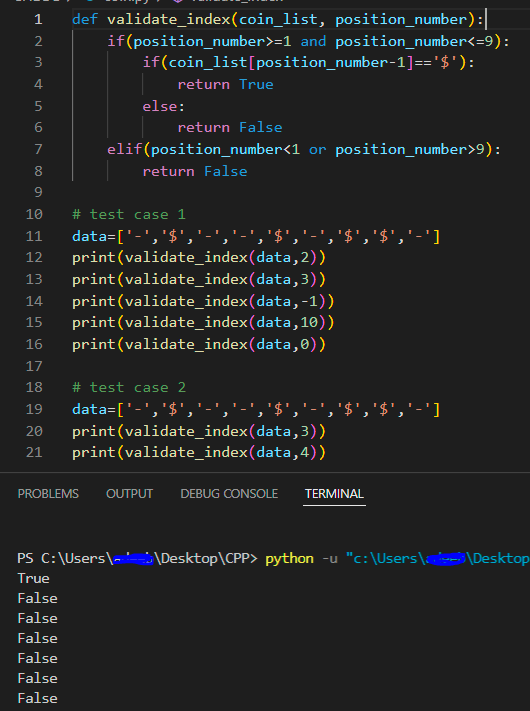 1 def validate_index(coin_list, position_number):
2 if(position_number>=1 and position_number<=9):
3 if(coin_list[position_number-1]=='$'):
4 return True
5 else:
6 return False
7 elif(position_number<1 or position_number>9):
8 return False
9
10 # test case 1
11 data=['-','$','-','-','$','-','$','$','-']
12 print(validate_index(data,2))
13 print(validate_index(data,3))
14 print(validate_index(data,-1))
15 print(validate_index(data,10))
16 print(validate_index(data,0))
17
18 # test case 2
19 data=['-','$','-','-','$','-','$','$','-']
20 print(validate_index(data,3))
21 print(validate_index(data,4))
PROBLEMS OUTPUT DEBUG CONSOLE TERMINAL
PS C:\Users\ \Desktop\CPP> python -u "c:\Users\ \Desktop
True
False
False
False
False
False
False